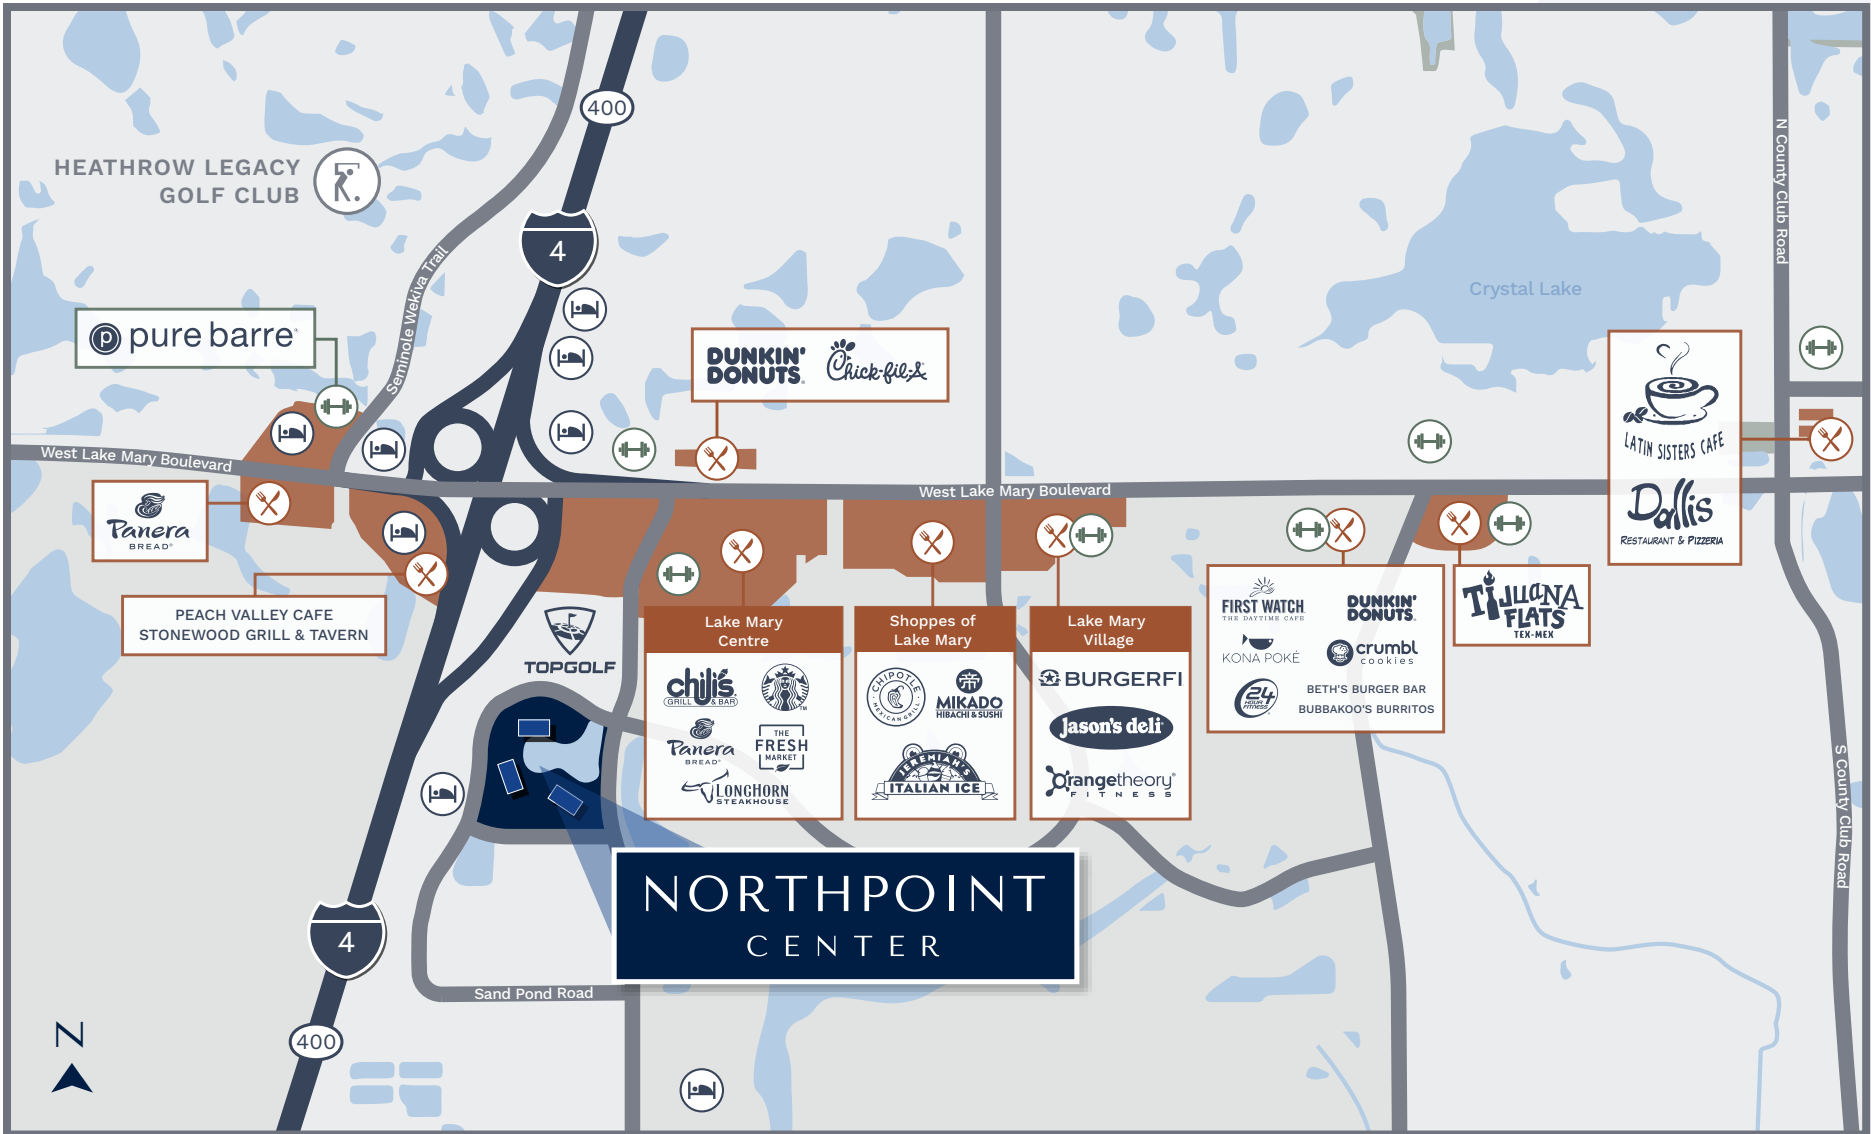 400
HEATHROW LEGACY
GOLF CLUB
4
N County Club Road
Seminole Wekiva Trail
Crystal Lake
p pure barre
DUNKIN'
DONUTS
Chick-fil-A
West Lake Mary Boulevard
West Lake Mary Boulevard
LATIN SISTERS CAFE
Dallis
RESTAURANT & PIZZERIA
Panera
BREAD®
PEACH VALLEY CAFE
STONEWOOD GRILL & TAVERN
TOPGOLF
Lake Mary
Centre
chili's
GRILL & BAR
TM
Panera
BREAD®
THE
FRESH
MARKET
LONGHORN
STEAKHOUSE
Shoppes of
Lake Mary
CHIPOTLE
MEXICAN GRILL
帝
MIKADO
HIBACHI & SUSHI
JEREMIAH'S
ITALIAN ICE
Lake Mary
Village
BURGERFI
Jason's deli
Orangetheory®
FITNESS
FIRST WATCH
THE DAYTIME CAFE
DUNKIN'
DONUTS
KONA POKÉ
crumbl
cookies
24
HOUR
FITNESS
BETH'S BURGER BAR
BUBBAKOO'S BURRITOS
TIJUANA
FLATS
TEX-MEX
S County Club Road
NORTHPOINT
CENTER
4
Sand Pond Road
400
N